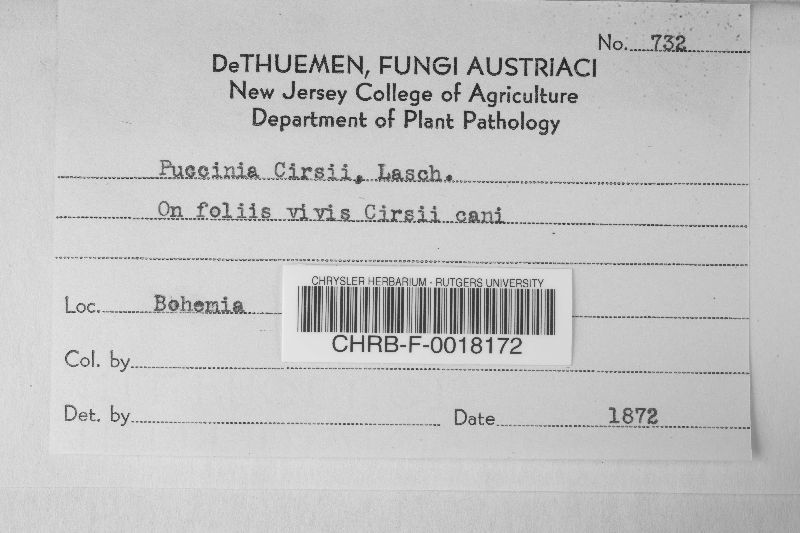 No. 732
DeTHUEMEN, FUNGI AUSTRIACI
New Jersey College of Agriculture
Department of Plant Pathology
Puccinia Cirsii, Lasch.
On foliis vivis Cirsii cani
CHRYSLER HERBARIUM - RUTGERS UNIVERSITY
Loc. Bohemia
CHRB-F-0018172
Col. by
Det. by
Date 1872